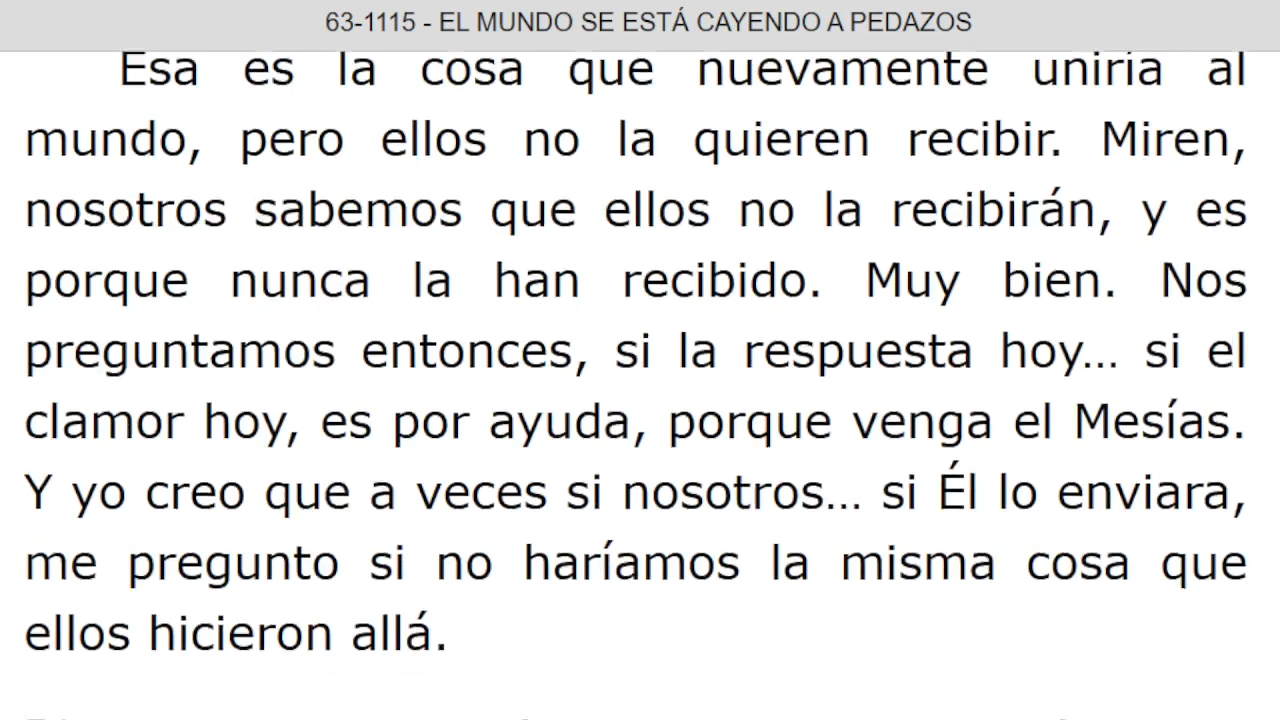 63-1115 - EL MUNDO SE ESTÁ CAYENDO A PEDAZOS
Esa es la cosa que nuevamente uniría al
mundo, pero ellos no la quieren recibir. Miren,
nosotros sabemos que ellos no la recibirán, y es
porque nunca la han recibido. Muy bien. Nos
preguntamos entonces, si la respuesta hoy... si el
clamor hoy, es por ayuda, porque venga el Mesías.
Y yo creo que a veces si nosotros... si Él lo enviara,
me pregunto si no haríamos la misma cosa que
ellos hicieron allá.